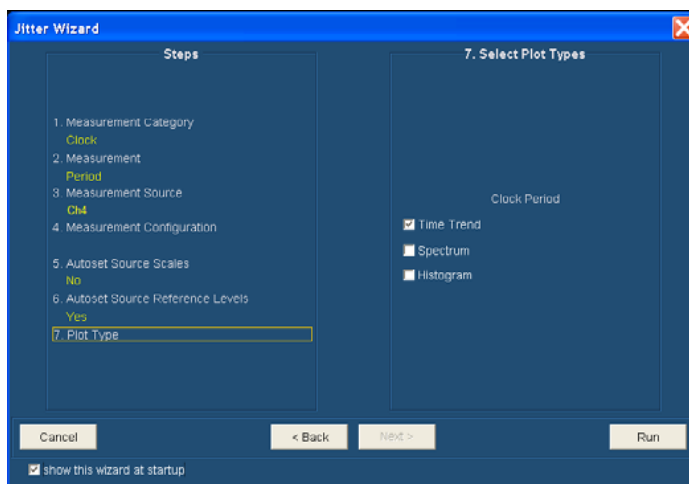 Jitter Wizard
Steps
1. Measurement Category
Clock
2. Measurement
Period
3. Measurement Source
Ch4
4. Measurement Configuration
5. Autoset Source Scales
No
6. Autoset Source Reference Levels
Yes
7. Plot Type
7. Select Plot Types
Clock Period
Time Trend
Spectrum
Histogram
Cancel
< Back
Next >
Run
show this wizard at startup